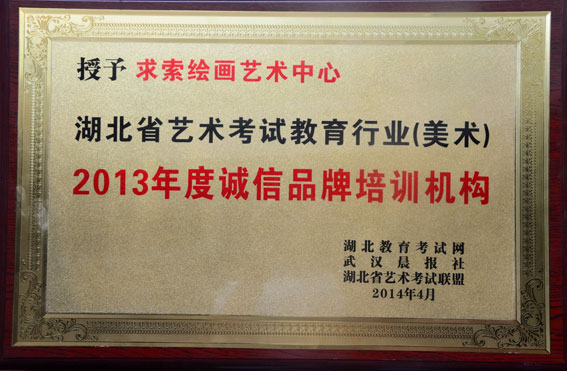 授予 求索绘画艺术中心
湖北省艺术考试教育行业(美术)
2013年度诚信品牌培训机构
湖北教育考试网
武汉晨报社
湖北省艺术考试联盟
2014年4月